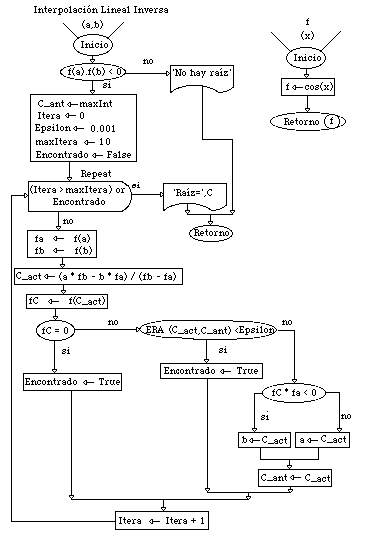 Interpolación Lineal Inversa
(a,b)
Inicio
f(a).f(b) < 0
no
si
'No hay raíz'
C_ant ⇐ maxInt
Itera ⇐ 0
Epsilon ⇐ 0.001
maxItera ⇐ 10
Encontrado ⇐ False
Repeat
(Itera > maxItera) or
Encontrado
si
'Raíz=',C
Retorno
no
fa ⇐ f(a)
fb ⇐ f(b)
C_act ⇐ (a * fb - b * fa) / (fb - fa)
fC ⇐ f(C_act)
fC = 0
no
ERA (C_act,C_ant) <Epsilon
no
si
si
Encontrado ⇐ True
Encontrado ⇐ True
fC * fa < 0
si
no
b ⇐ C_act
a ⇐ C_act
C_ant ⇐ C_act
Itera ⇐ Itera + 1
f
(x)
Inicio
f ⇐ cos(x)
Retorno f